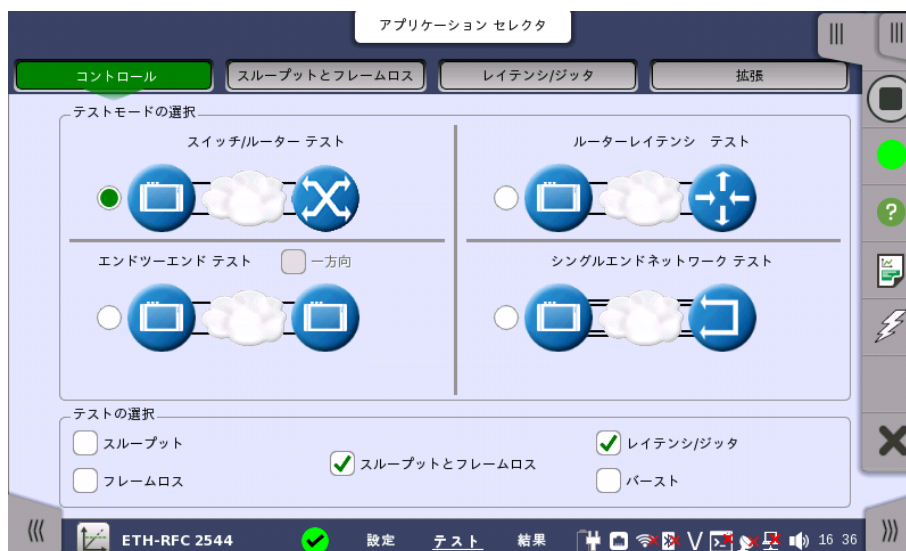 アプリケーション セレクタ
コントロール
スループットとフレームロス
レイテンシ/ジッタ
拡張
テストモードの選択
スイッチ/ルーター テスト
ルーターレイテンシ テスト
エンドツーエンド テスト
一方向
シングルエンドネットワーク テスト
テストの選択
スループット
レイテンシ/ジッタ
スループットとフレームロス
フレームロス
バースト
ETH-RFC 2544
設定
テスト
結果
16 36